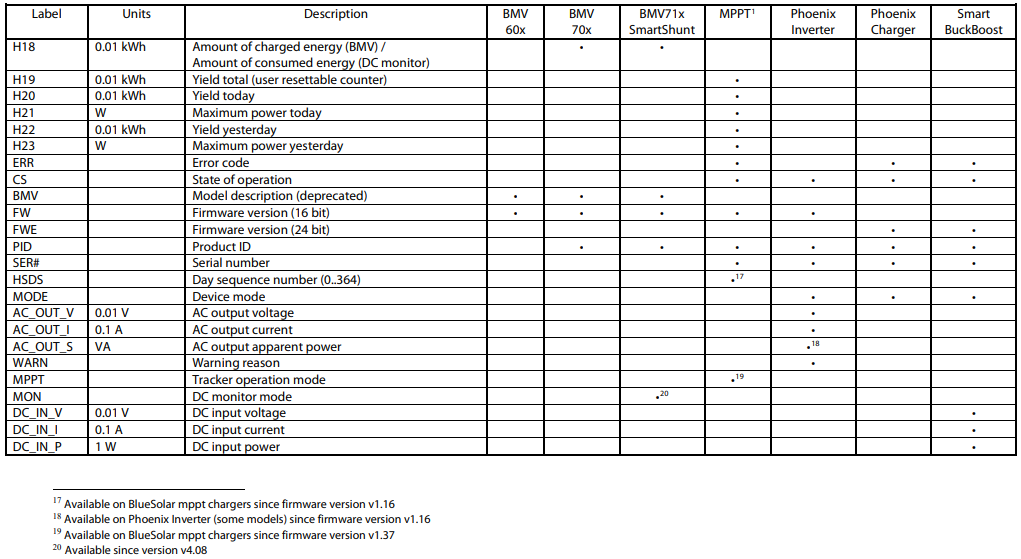 Label Units Description BMV 60x BMV 70x BMV71x SmartShunt MPPT¹ Phoenix Inverter Phoenix Charger Smart BuckBoost
H18 0.01 kWh Amount of charged energy (BMV) / • •
Amount of consumed energy (DC monitor)
H19 0.01 kWh Yield total (user resettable counter) •
H20 0.01 kWh Yield today •
H21 W Maximum power today •
H22 0.01 kWh Yield yesterday •
H23 W Maximum power yesterday •
ERR Error code • • •
CS State of operation • • • •
BMV Model description (deprecated) • • •
FW Firmware version (16 bit) • • • • •
FWE Firmware version (24 bit) • •
PID Product ID • • • • • •
SER# Serial number • • • •
HSDS Day sequence number (0..364) •¹⁷
MODE Device mode • • •
AC_OUT_V 0.01 V AC output voltage •
AC_OUT_I 0.1 A AC output current •
AC_OUT_S VA AC output apparent power •¹⁸
WARN Warning reason •
MPPT Tracker operation mode •¹⁹
MON DC monitor mode •²⁰
DC_IN_V 0.01 V DC input voltage •
DC_IN_I 0.1 A DC input current •
DC_IN_P 1 W DC input power •
¹⁷ Available on BlueSolar mppt chargers since firmware version v1.16
¹⁸ Available on Phoenix Inverter (some models) since firmware version v1.16
¹⁹ Available on BlueSolar mppt chargers since firmware version v1.37
²⁰ Available since version v4.08